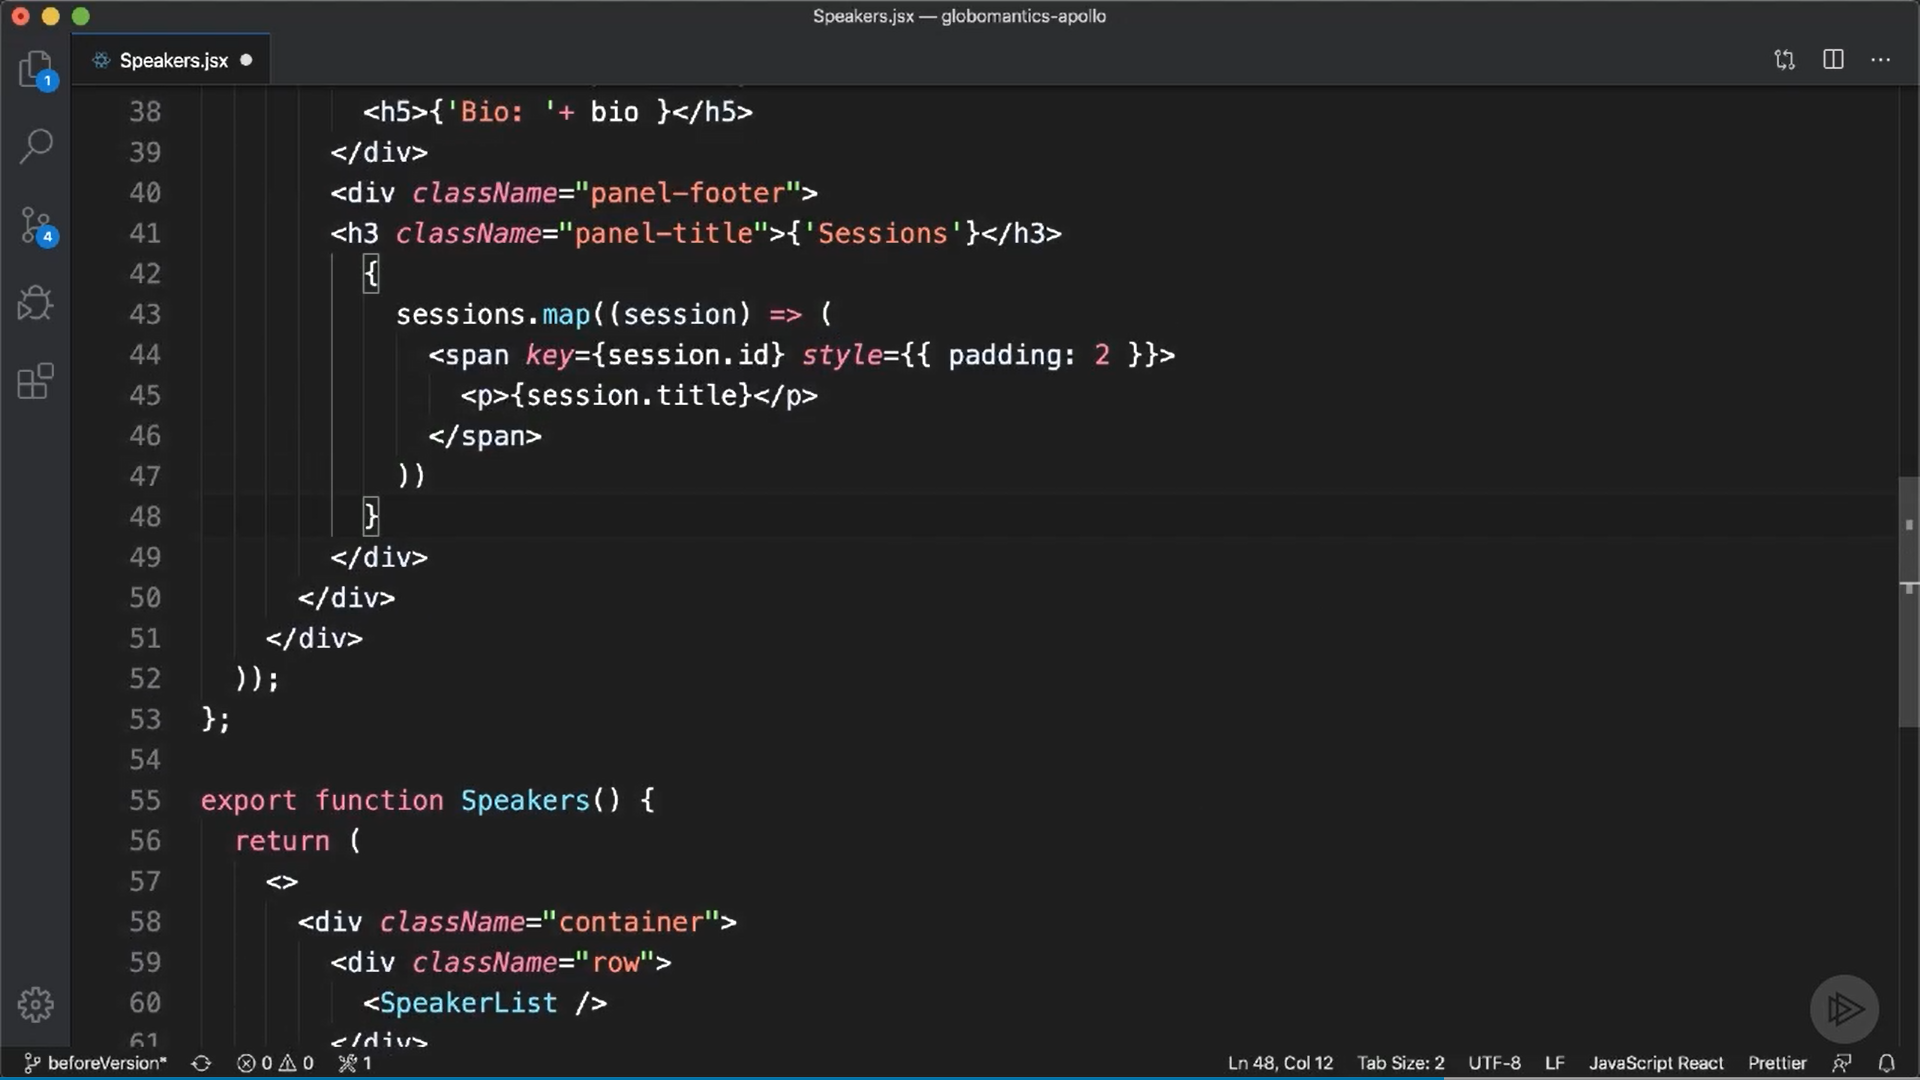 Speakers.jsx — globomantics-apollo
1
Speakers.jsx
38 <h5>{'Bio: '+ bio }</h5>
39 </div>
40 <div className="panel-footer">
41 <h3 className="panel-title">{'Sessions'}</h3>
42 {
4
43 sessions.map((session) => (
44 <span key={session.id} style={{ padding: 2 }}>
45 <p>{session.title}</p>
46 </span>
47 ))
48 }
49 </div>
50 </div>
51 </div>
52 ));
53 };
54
55 export function Speakers() {
56 return (
57 <>
58 <div className="container">
59 <div className="row">
60 <SpeakerList />
61 </div>
beforeVersion* 0 0 1 Ln 48, Col 12 Tab Size: 2 UTF-8 LF JavaScript React Prettier